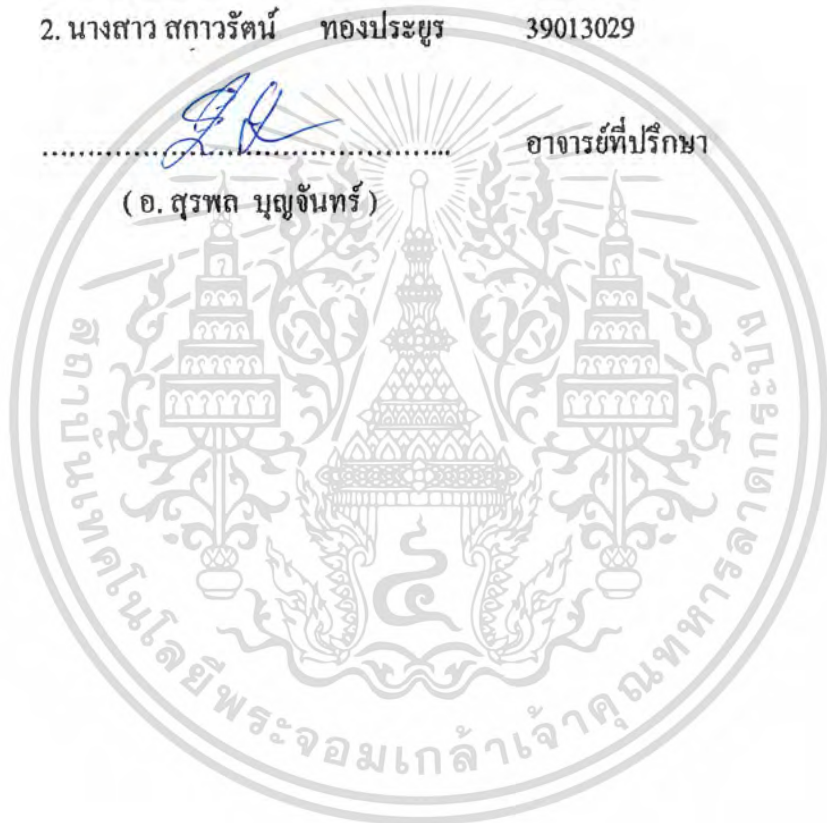 2. นางสาว สกาวรัตน์ ทองประยูร 39013029
อาจารย์ที่ปรึกษา
( อ. สุรพล บุญจันทร์ )
สถาบันเทคโนโลยีพระจอมเกล้าเจ้าคุณทหารลาดกระบัง